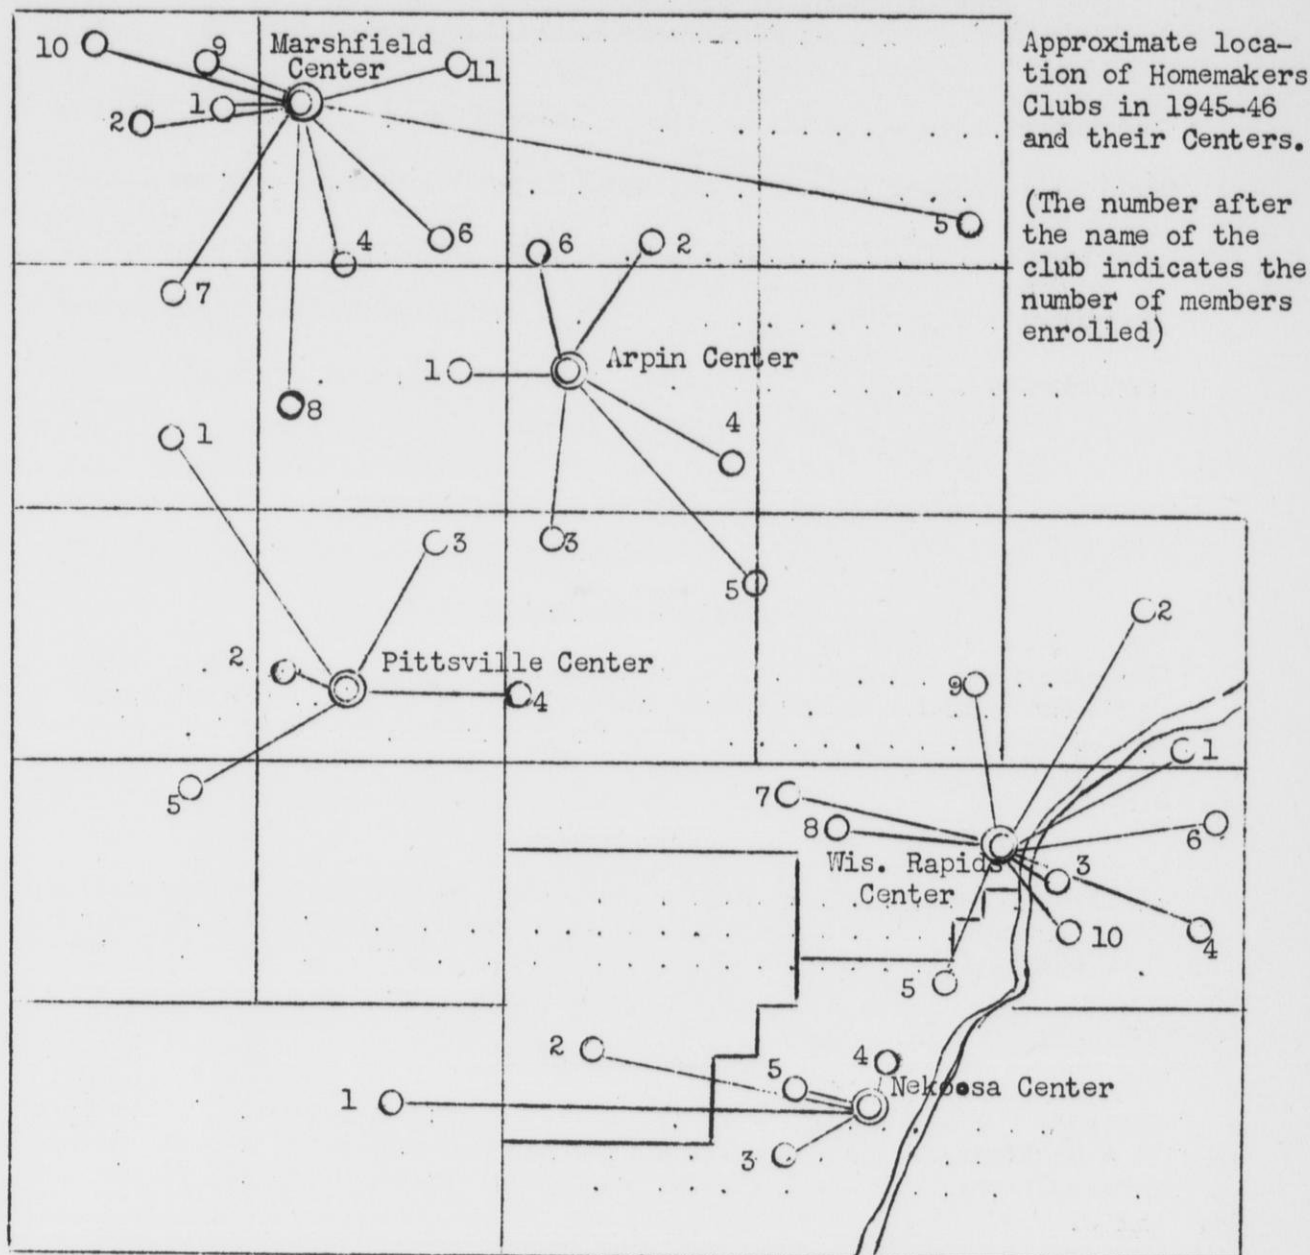 10
9
Marshfield
Center
11
1
2
Approximate loca-
tion of Homemakers
Clubs in 1945-46
and their Centers.
(The number after
the name of the
club indicates the
number of members
enrolled)
5
6
4
7
8
6
2
1
Arpin Center
4
3
5
1
3
2
Pittsville Center
4
5
2
9
1
7
8
6
Wis. Rapids
Center
3
10
4
5
2
4
5
Nekoosa Center
1
3